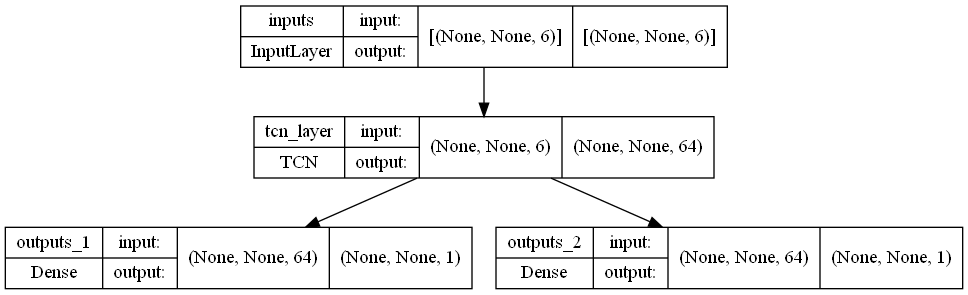 inputs input: [(None, None, 6)] [(None, None, 6)]
InputLayer output:
tcn_layer input: (None, None, 6) (None, None, 64)
TCN output:
outputs_1 input: (None, None, 64) (None, None, 1)
Dense output:
outputs_2 input: (None, None, 64) (None, None, 1)
Dense output: